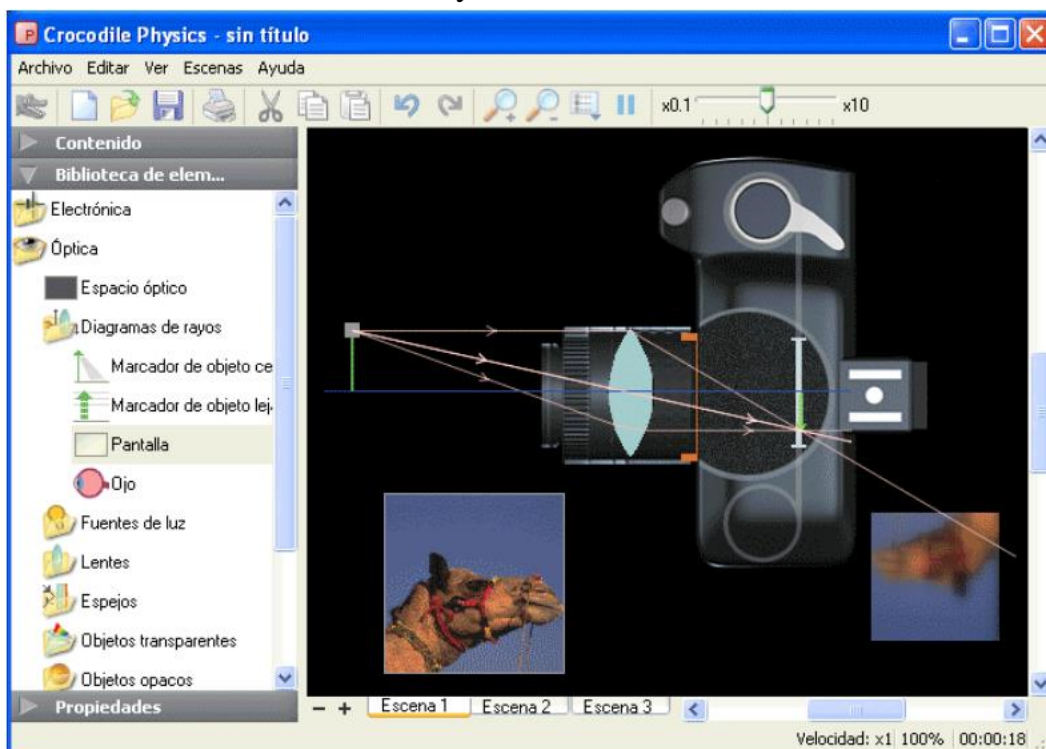 Crocodile Physics - sin título
Archivo Editar Ver Escenas Ayuda
x0.1 x10
Contenido
Biblioteca de elem...
Electrónica
Óptica
Espacio óptico
Diagramas de rayos
Marcador de objeto ce
Marcador de objeto lej.
Pantalla
Ojo
Fuentes de luz
Lentes
Espejos
Objetos transparentes
Objetos opacos
Propiedades
- + Escena 1 Escena 2 Escena 3
Velocidad: x1 100% 00:00:18